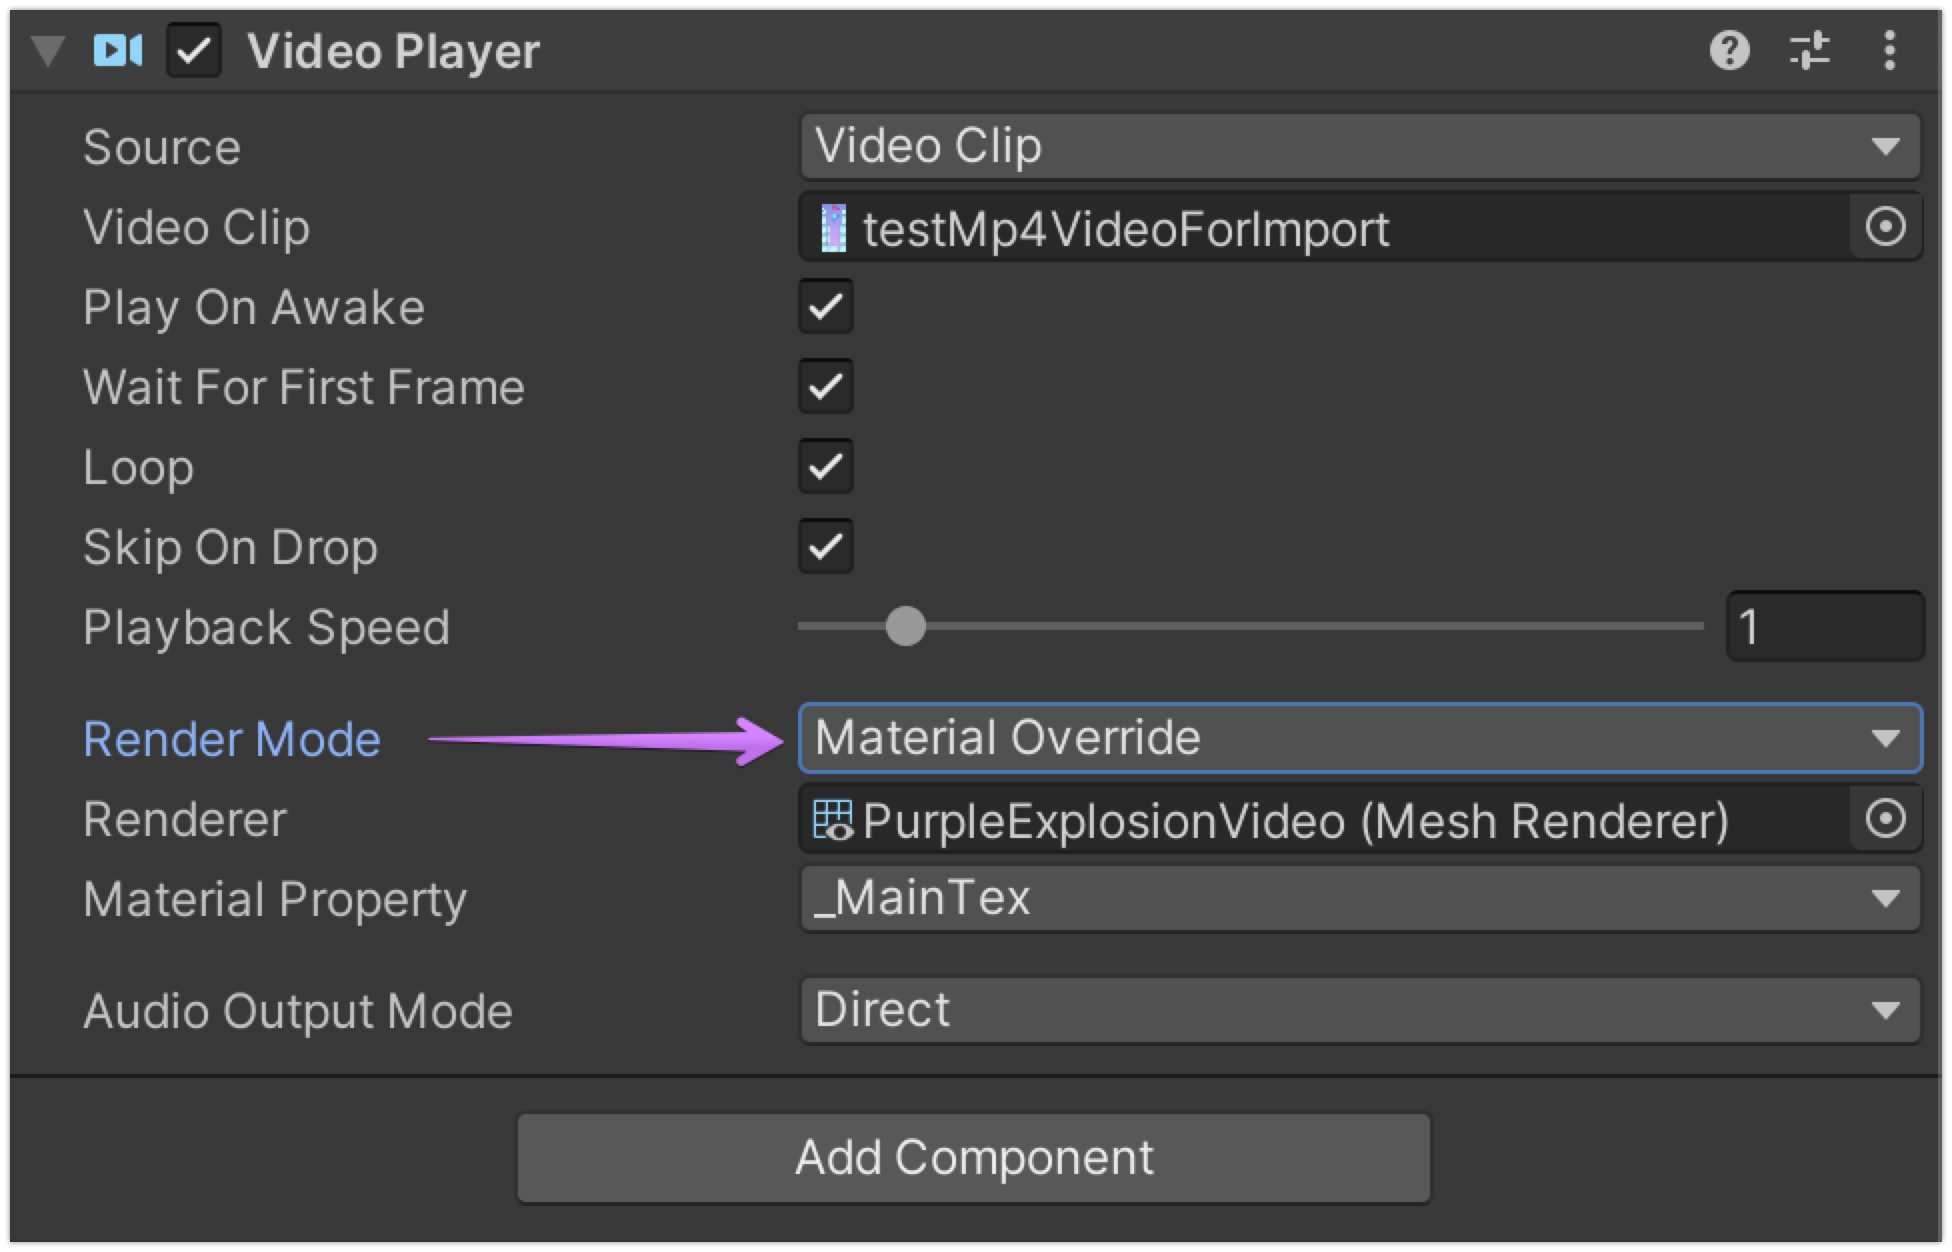 Video Player
Source Video Clip
Video Clip testMp4VideoForImport
Play On Awake
Wait For First Frame
Loop
Skip On Drop
Playback Speed 1
Render Mode Material Override
Renderer PurpleExplosionVideo (Mesh Renderer)
Material Property _MainTex
Audio Output Mode Direct
Add Component